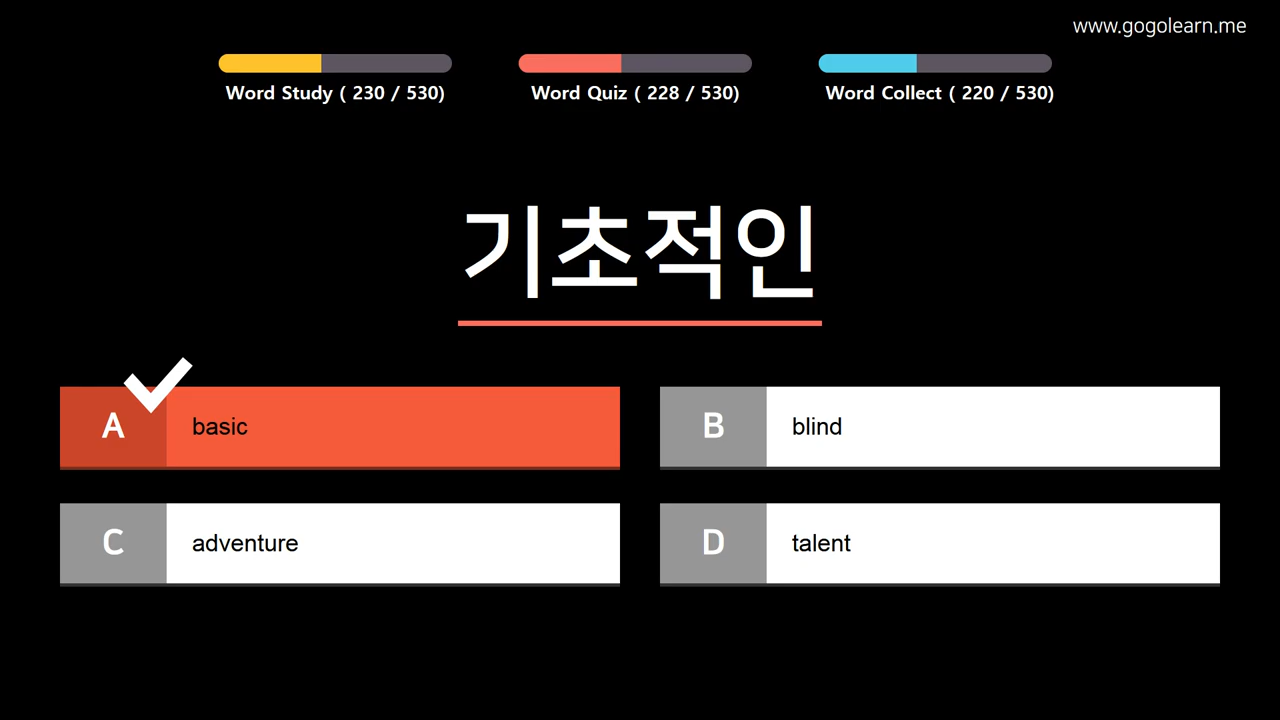 www.gogolearn.me
Word Study ( 230 / 530)
Word Quiz ( 228 / 530)
Word Collect ( 220 / 530)
기초적인
A basic
B blind
C adventure
D talent